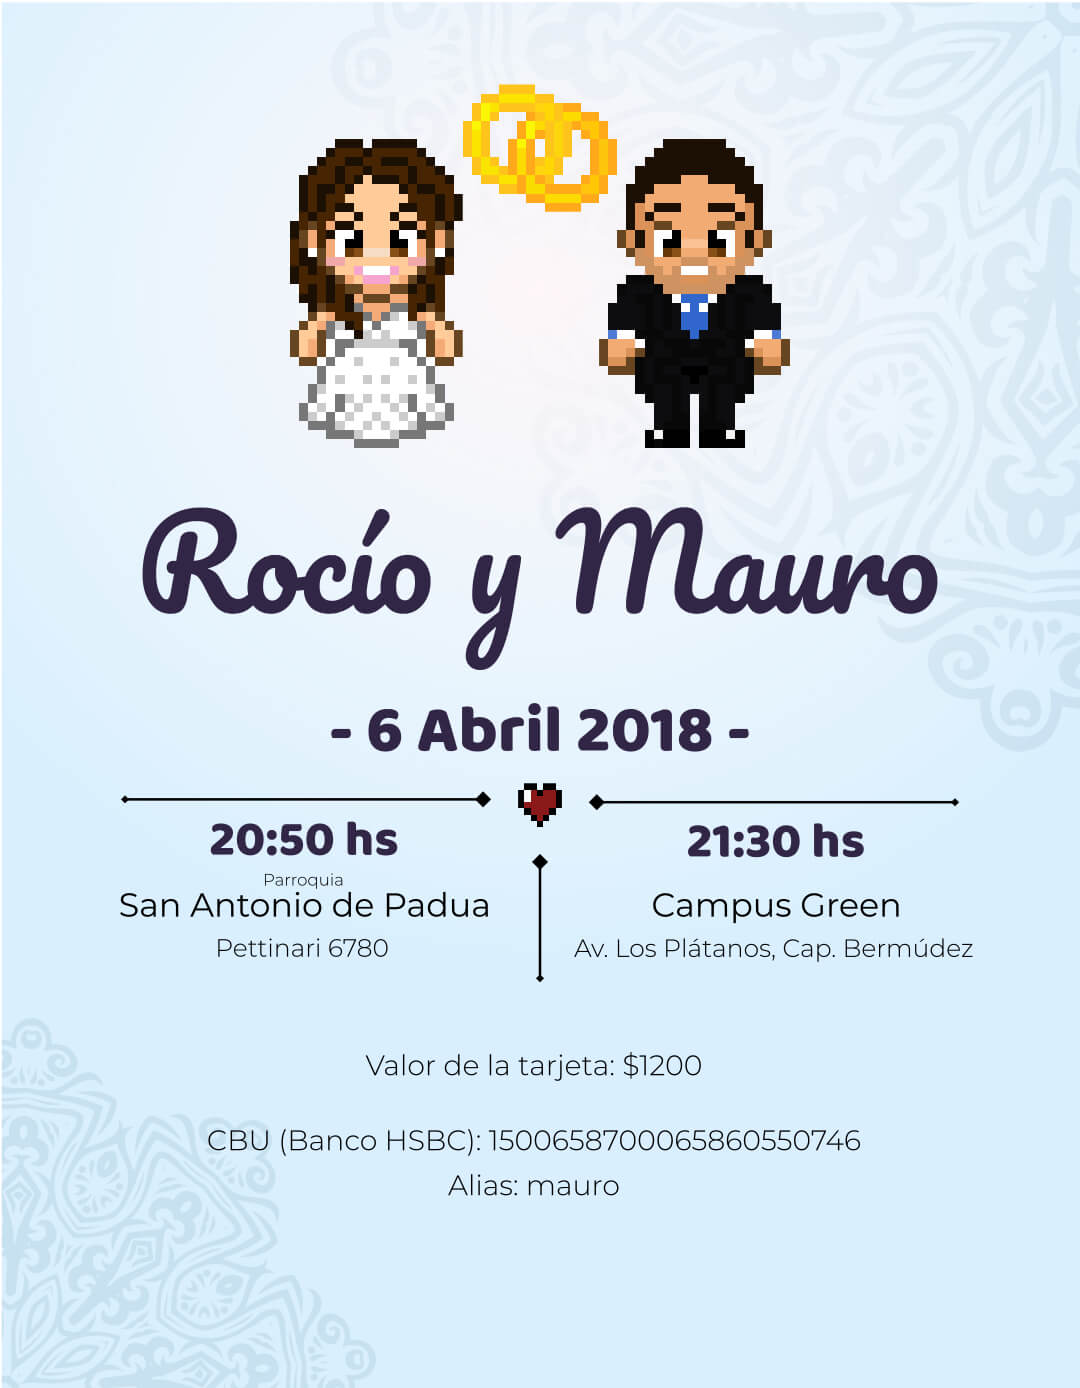 Rocío y Mauro
- 6 Abril 2018 -
20:50 hs
Parroquia
San Antonio de Padua
Pettinari 6780
21:30 hs
Campus Green
Av. Los Plátanos, Cap. Bermúdez
Valor de la tarjeta: $1200
CBU (Banco HSBC): 1500658700065860550746
Alias: mauro